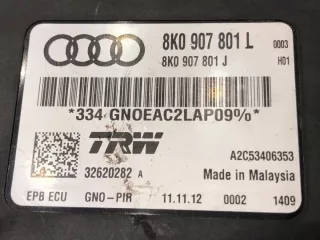 8K0 907 801 L 0003
8K0 907 801 J H01
*334 GNOEAC2LAP09%*
TRW
A2C53406353
32620282 A Made in Malaysia
EPB ECU GNO-PIR 11.11.12 0002 1409